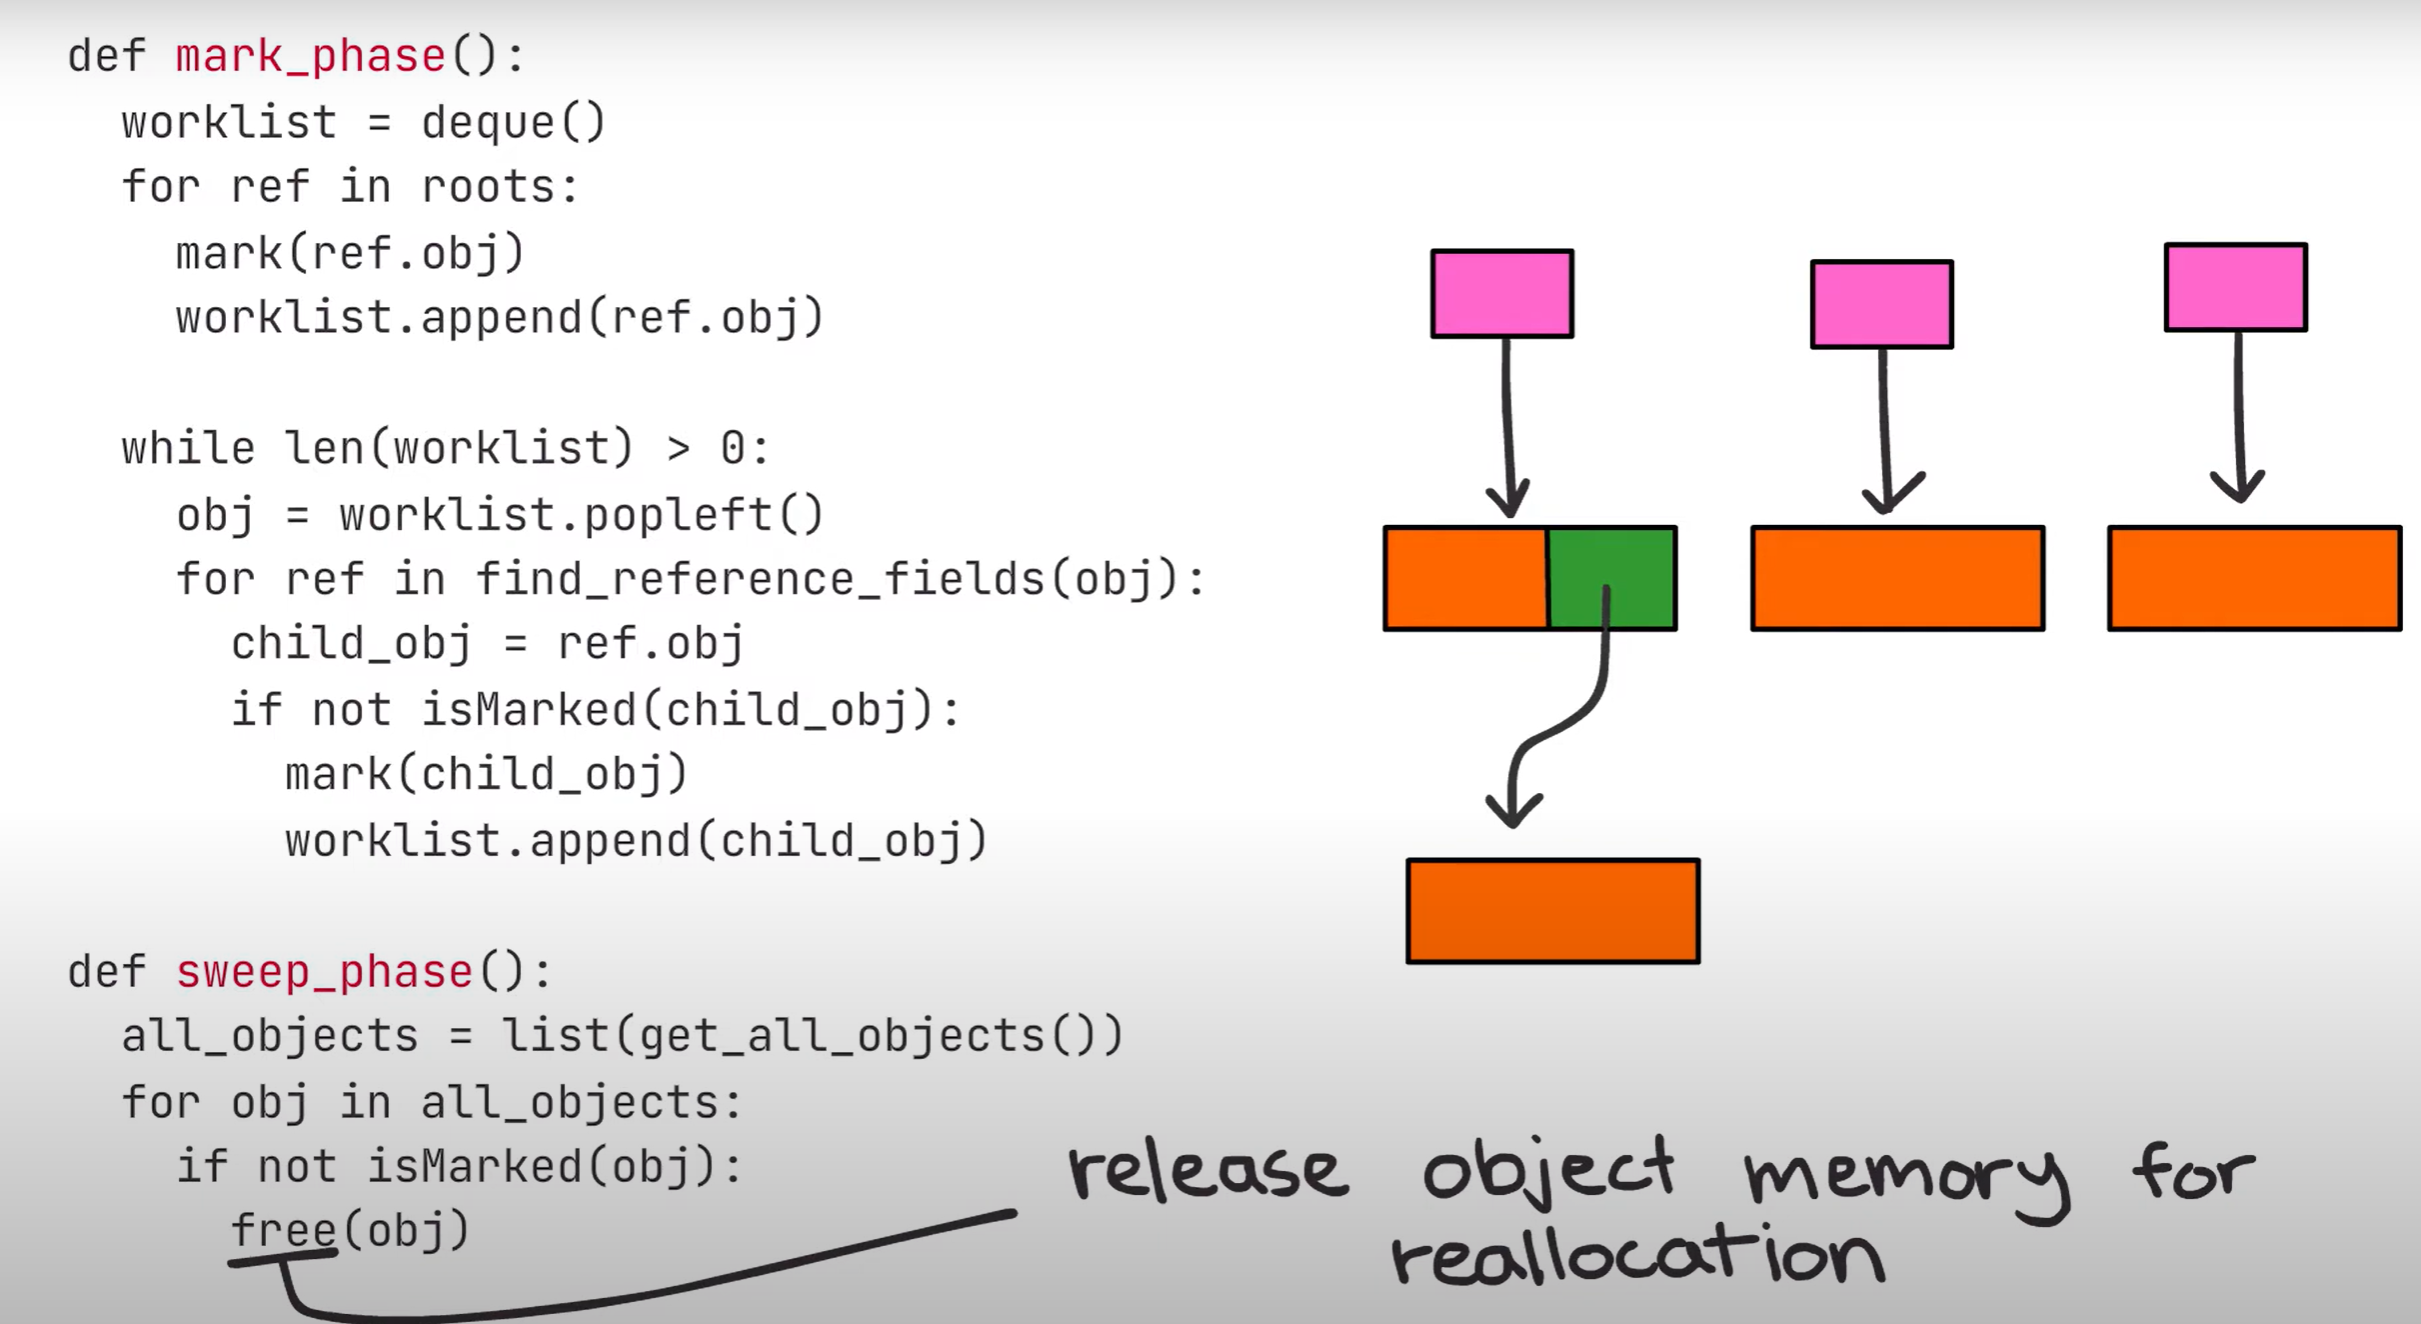 def mark_phase():
worklist = deque()
for ref in roots:
mark(ref.obj)
worklist.append(ref.obj)
while len(worklist) > 0:
obj = worklist.popleft()
for ref in find_reference_fields(obj):
child_obj = ref.obj
if not isMarked(child_obj):
mark(child_obj)
worklist.append(child_obj)
def sweep_phase():
all_objects = list(get_all_objects())
for obj in all_objects:
if not isMarked(obj):
free(obj)
release object memory for
reallocation